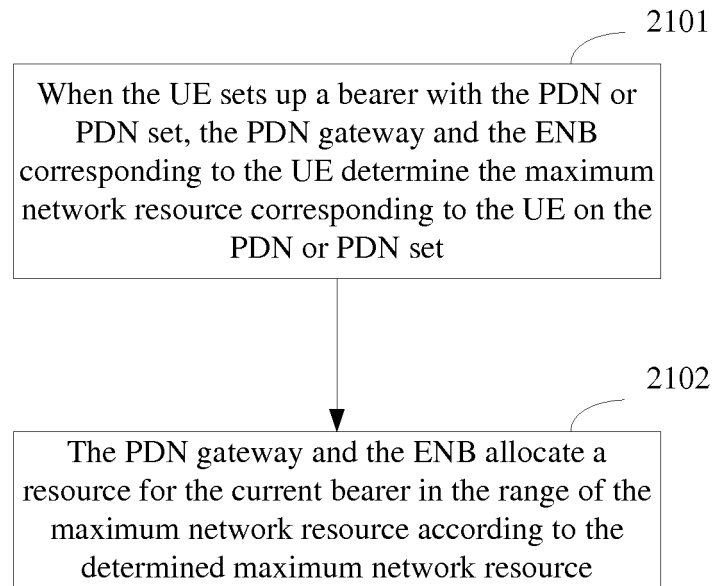 2101
When the UE sets up a bearer with the PDN or
PDN set, the PDN gateway and the ENB
corresponding to the UE determine the maximum
network resource corresponding to the UE on the
PDN or PDN set
2102
The PDN gateway and the ENB allocate a
resource for the current bearer in the range of the
maximum network resource according to the
determined maximum network resource